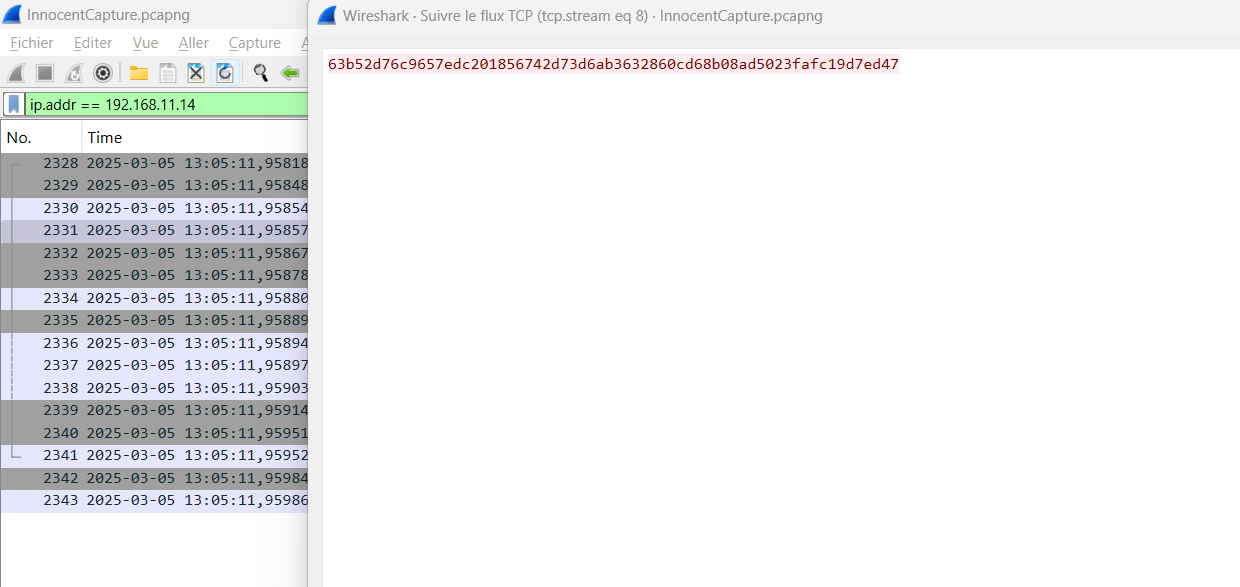 InnocentCapture.pcapng
Fichier Editer Vue Aller Capture A
ip.addr == 192.168.11.14
No. Time
2328 2025-03-05 13:05:11,95818
2329 2025-03-05 13:05:11,95848
2330 2025-03-05 13:05:11,95854
2331 2025-03-05 13:05:11,95857
2332 2025-03-05 13:05:11,95867
2333 2025-03-05 13:05:11,95878
2334 2025-03-05 13:05:11,95880
2335 2025-03-05 13:05:11,95889
2336 2025-03-05 13:05:11,95894
2337 2025-03-05 13:05:11,95897
2338 2025-03-05 13:05:11,95903
2339 2025-03-05 13:05:11,95914
2340 2025-03-05 13:05:11,95951
2341 2025-03-05 13:05:11,95952
2342 2025-03-05 13:05:11,95984
2343 2025-03-05 13:05:11,95986
Wireshark · Suivre le flux TCP (tcp.stream eq 8) · InnocentCapture.pcapng
63b52d76c9657edc201856742d73d6ab3632860cd68b08ad5023fafc19d7ed47